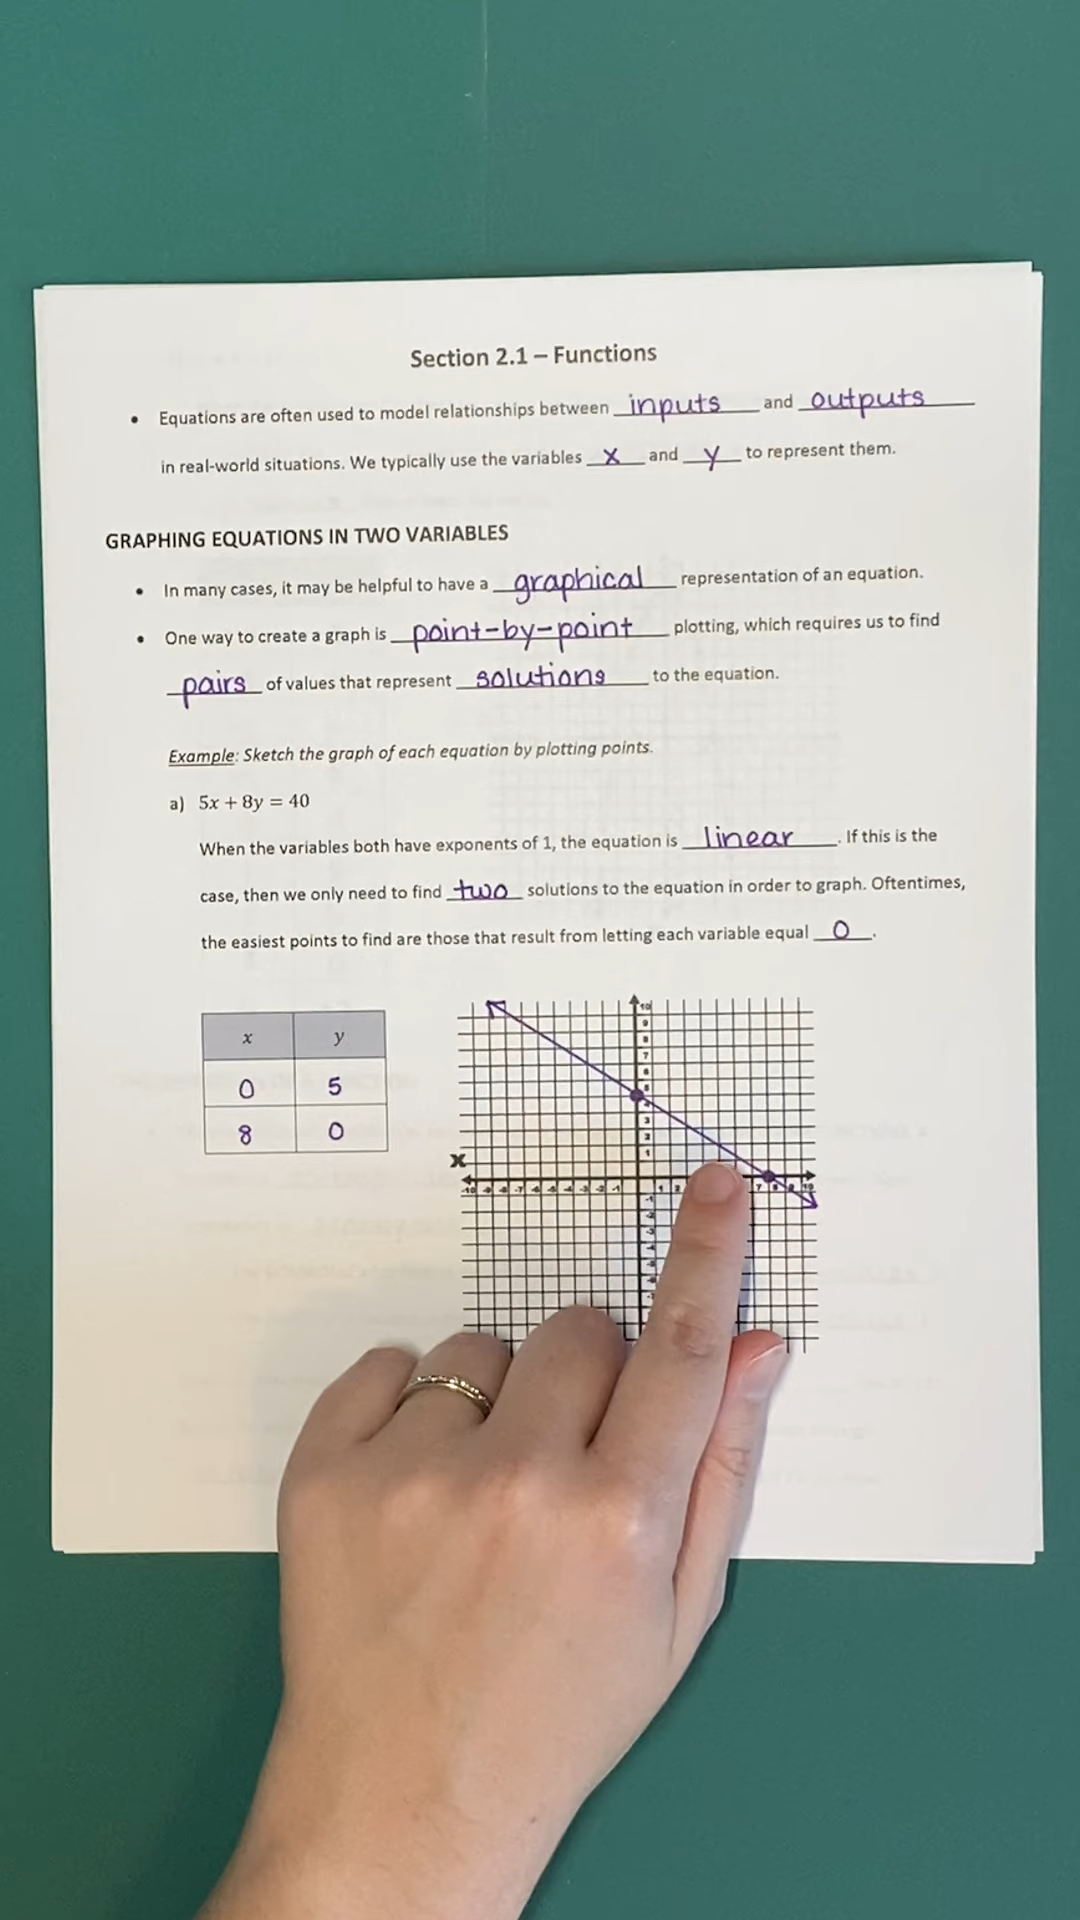 Section 2.1 – Functions
• Equations are often used to model relationships between inputs and outputs
in real-world situations. We typically use the variables x and y to represent them.
GRAPHING EQUATIONS IN TWO VARIABLES
• In many cases, it may be helpful to have a graphical representation of an equation.
• One way to create a graph is point-by-point plotting, which requires us to find
pairs of values that represent solutions to the equation.
Example: Sketch the graph of each equation by plotting points.
a) 5x + 8y = 40
When the variables both have exponents of 1, the equation is linear. If this is the
case, then we only need to find two solutions to the equation in order to graph. Oftentimes,
the easiest points to find are those that result from letting each variable equal 0.
x y
0 5
8 0
x